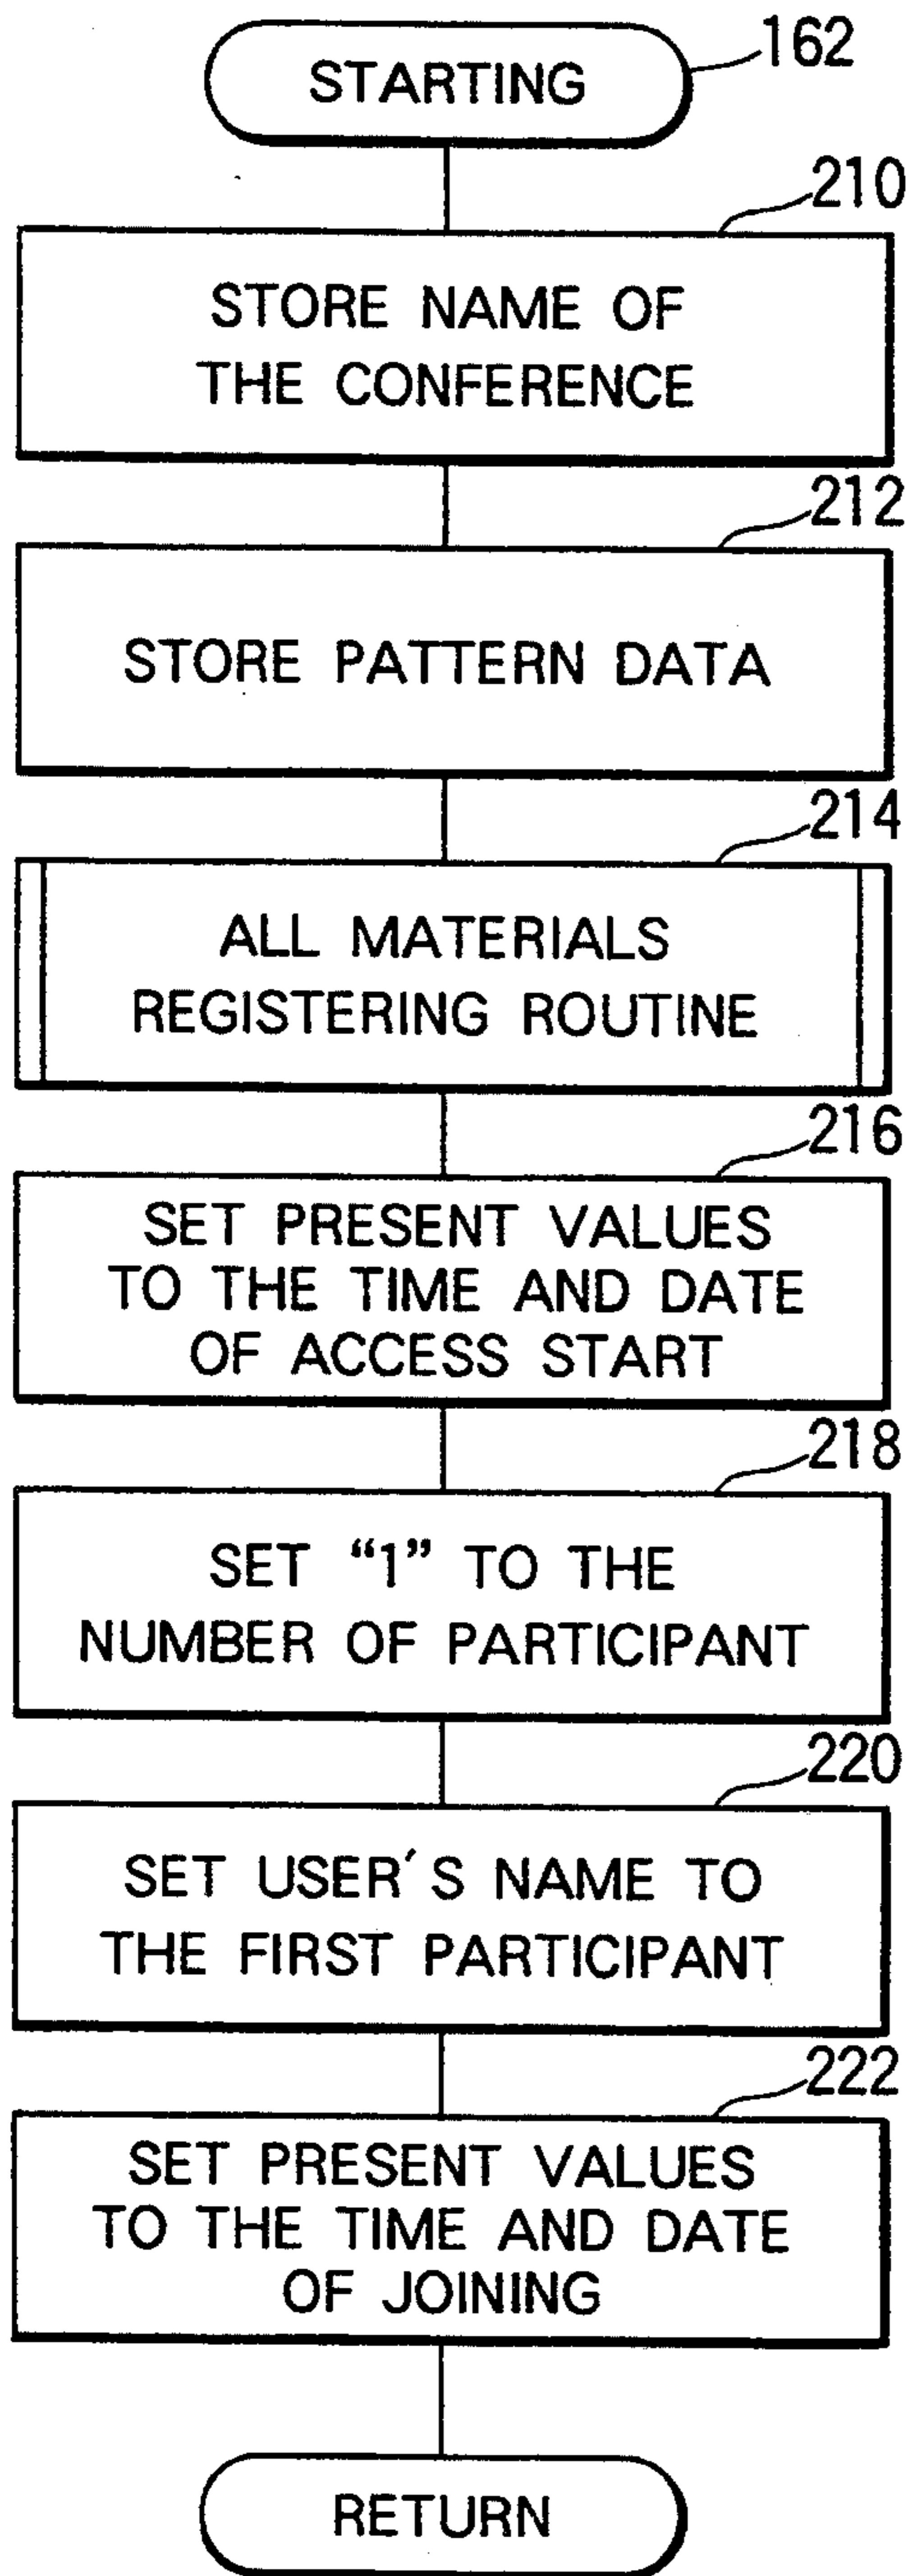 STARTING
162
210
STORE NAME OF
THE CONFERENCE
212
STORE PATTERN DATA
214
ALL MATERIALS
REGISTERING ROUTINE
216
SET PRESENT VALUES
TO THE TIME AND DATE
OF ACCESS START
218
SET “1” TO THE
NUMBER OF PARTICIPANT
220
SET USER'S NAME TO
THE FIRST PARTICIPANT
222
SET PRESENT VALUES
TO THE TIME AND DATE
OF JOINING
RETURN